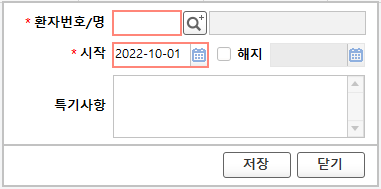 * 환자번호/명
* 시작 2022-10-01 해지
특기사항
저장 닫기